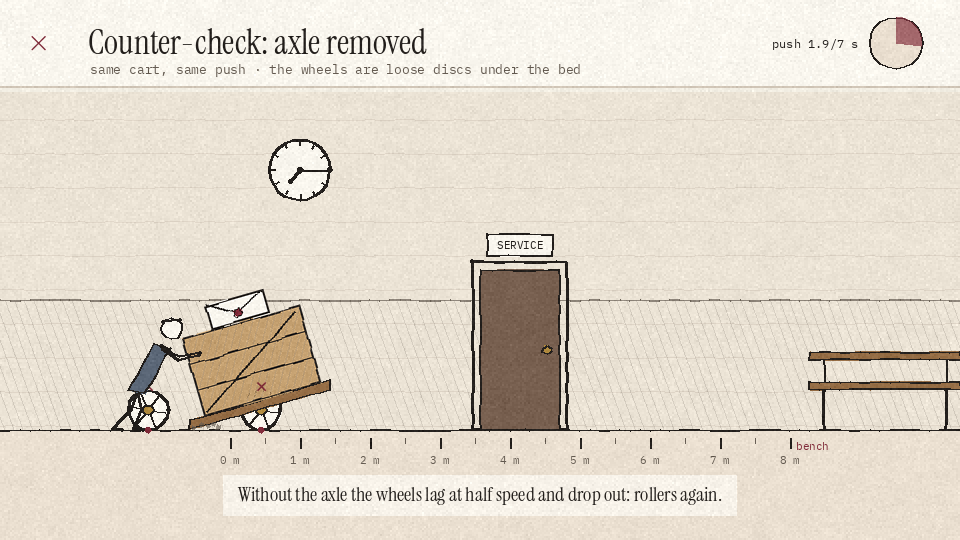 Counter-check: axle removed
same cart, same push · the wheels are loose discs under the bed
push 1.9/7 s
SERVICE
0 m 1 m 2 m 3 m 4 m 5 m 6 m 7 m 8 m
bench
Without the axle the wheels lag at half speed and drop out: rollers again.